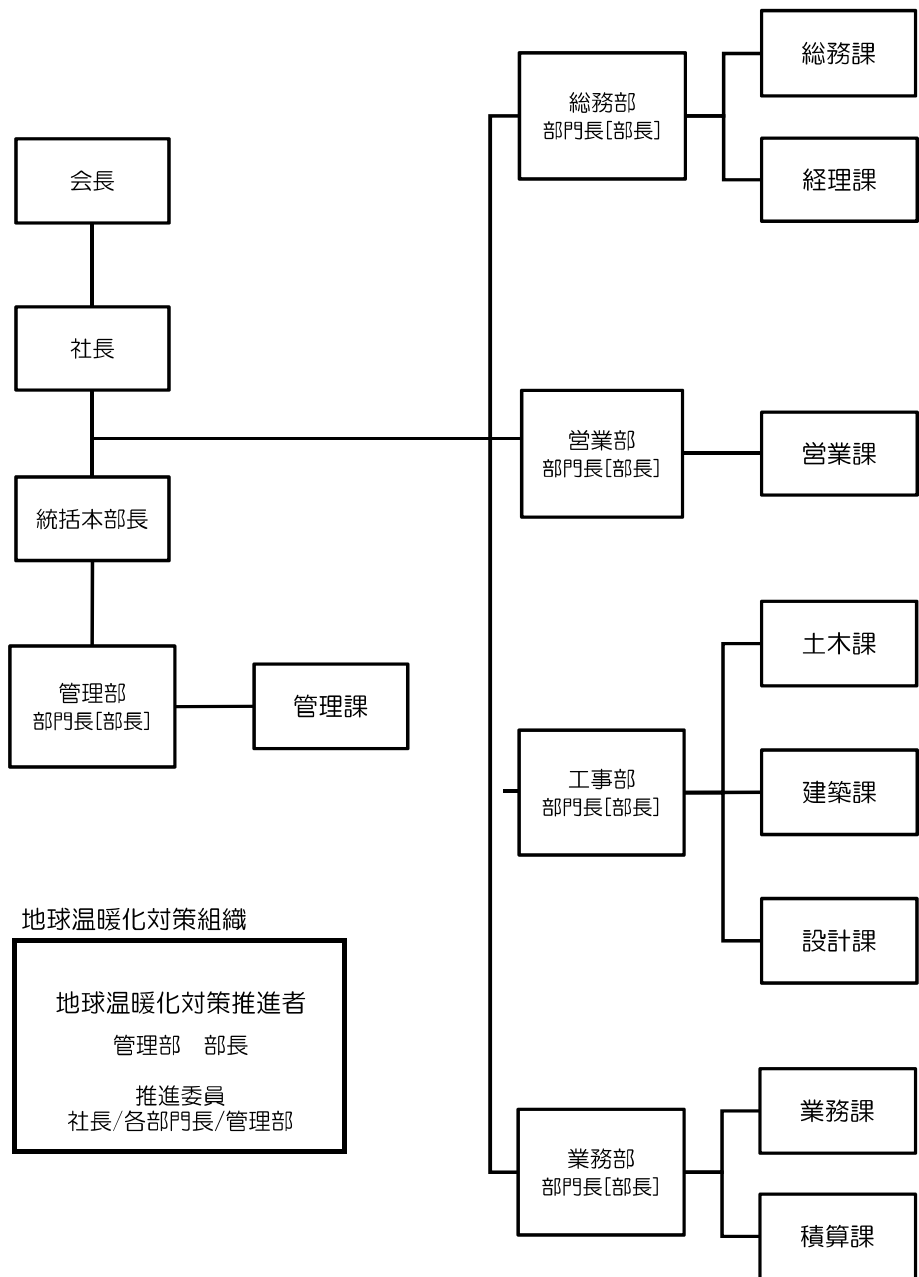 会長
社長
統括本部長
管理部
部門長[部長]
管理課
総務部
部門長[部長]
総務課
経理課
営業部
部門長[部長]
営業課
工事部
部門長[部長]
土木課
建築課
設計課
業務部
部門長[部長]
業務課
積算課
地球温暖化対策組織
地球温暖化対策推進者
管理部　部長
推進委員
社長/各部門長/管理部